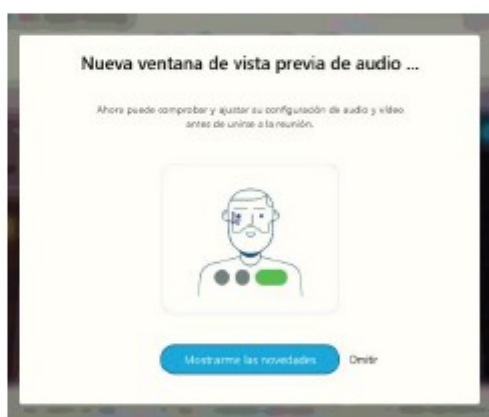 Nueva ventana de vista previa de audio ...
Ahora puede comprobar y ajustar su configuración de audio y vídeo
antes de unirse a la reunión.
Mostrarme las novedades
Omitir